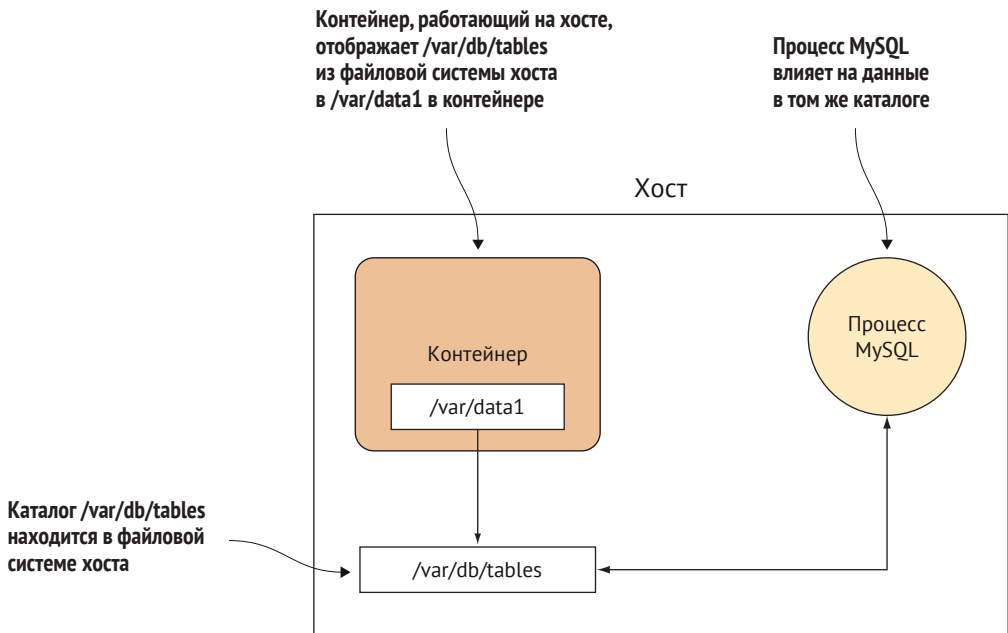 Контейнер, работающий на хосте,
отображает /var/db/tables
из файловой системы хоста
в /var/data1 в контейнере
Процесс MySQL
влияет на данные
в том же каталоге
Хост
Контейнер
/var/data1
Процесс
MySQL
Каталог /var/db/tables
находится в файловой
системе хоста
/var/db/tables